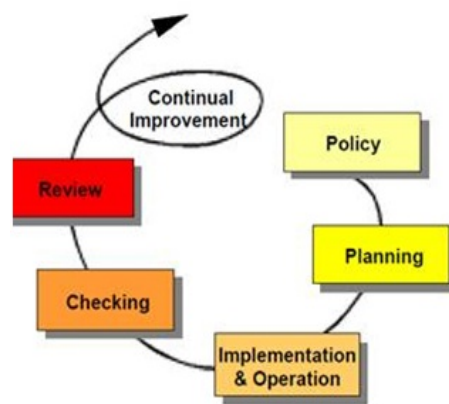 Continual
Improvement
Policy
Review
Planning
Checking
Implementation
& Operation